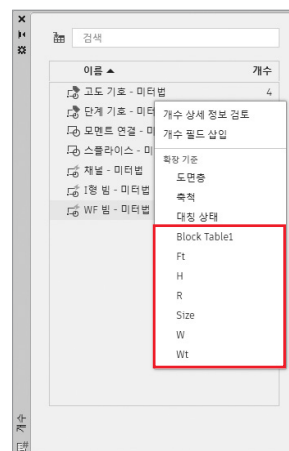 검색
이름 개수
고도 기호 - 미터법 4
단계 기호 - 미터
모멘트 연결 - 미
스플라이스 - 미
채널 - 미터법
I형 빔 - 미터법
WF 빔 - 미터법
개수 상세 정보 검토
개수 필드 삽입
확장 기준
도면층
축척
대칭 상태
Block Table1
Ft
H
R
Size
W
Wt
개수